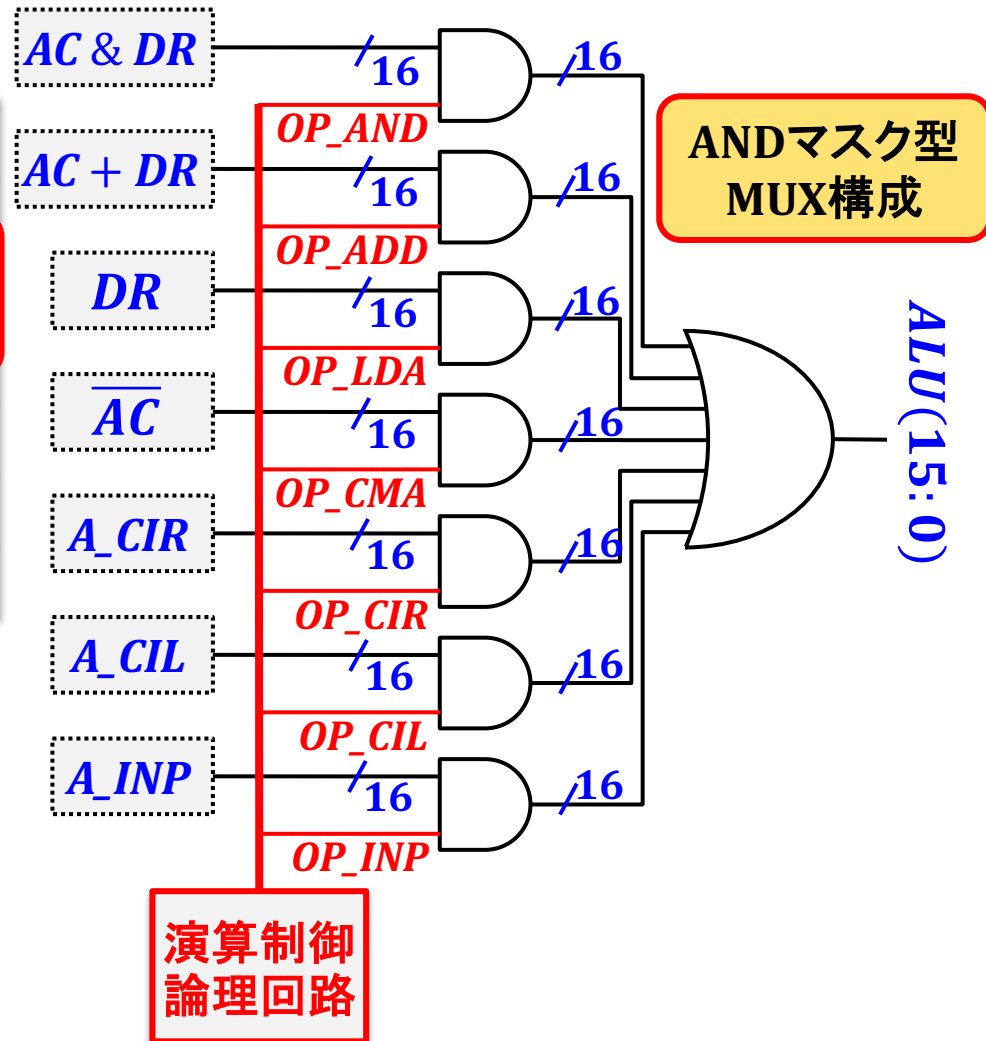 AC & DR
16
16
OP_AND
ANDマスク型
MUX構成
AC + DR
16
16
OP_ADD
DR
16
16
OP_LDA
ALU(15:0)
A̅C̅
16
16
OP_CMA
A_CIR
16
16
OP_CIR
A_CIL
16
16
OP_CIL
A_INP
16
16
OP_INP
演算制御
論理回路